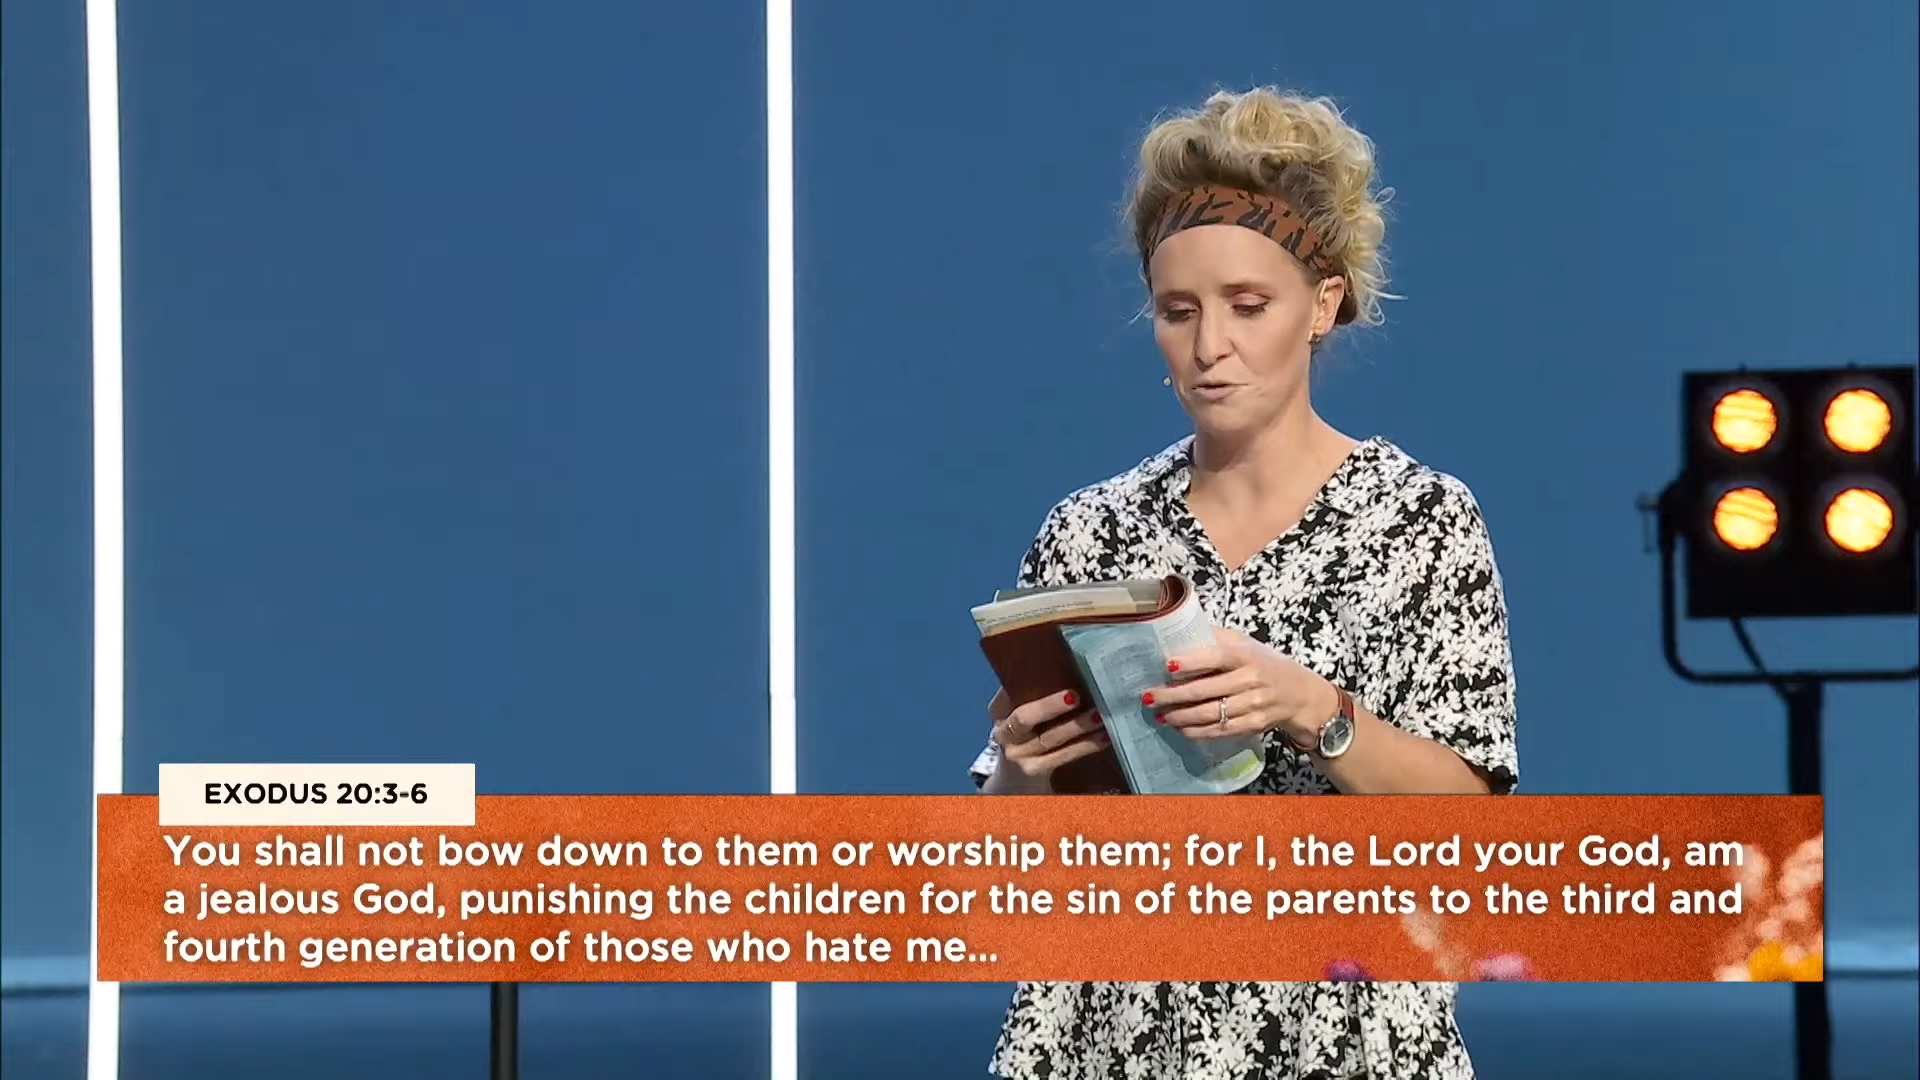 EXODUS 20:3-6
You shall not bow down to them or worship them; for I, the Lord your God, am
a jealous God, punishing the children for the sin of the parents to the third and
fourth generation of those who hate me...